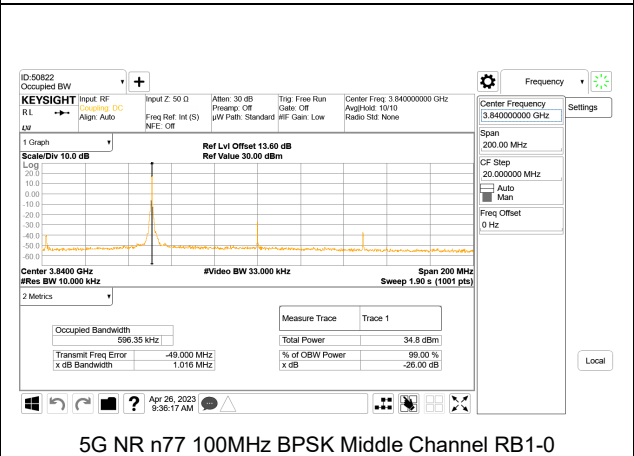 ID:50822
Occupied BW
+
Frequency
KEYSIGHT
RL
LXI
Input: RF
Coupling: DC
Align: Auto
Input Z: 50 Ω
Freq Ref: Int (S)
NFE: Off
Atten: 30 dB
Preamp: Off
µW Path: Standard
Trig: Free Run
Gate: Off
#IF Gain: Low
Center Freq: 3.840000000 GHz
Avg|Hold: 10/10
Radio Std: None
Center Frequency
3.840000000 GHz
Settings
Span
200.00 MHz
CF Step
20.000000 MHz
Auto
Man
Freq Offset
0 Hz
Local
1 Graph
Scale/Div 10.0 dB
Ref Lvl Offset 13.60 dB
Ref Value 30.00 dBm
Log
20.0
10.0
0.00
-10.0
-20.0
-30.0
-40.0
-50.0
-60.0
Center 3.8400 GHz
#Video BW 33.000 kHz
Span 200 MHz
#Res BW 10.000 kHz
Sweep 1.90 s (1001 pts)
2 Metrics
Measure Trace Trace 1
Occupied Bandwidth
596.35 kHz
Total Power 34.8 dBm
Transmit Freq Error -49.000 MHz
% of OBW Power 99.00 %
x dB Bandwidth 1.016 MHz
x dB -26.00 dB
?
Apr 26, 2023
9:36:17 AM
5G NR n77 100MHz BPSK Middle Channel RB1-0